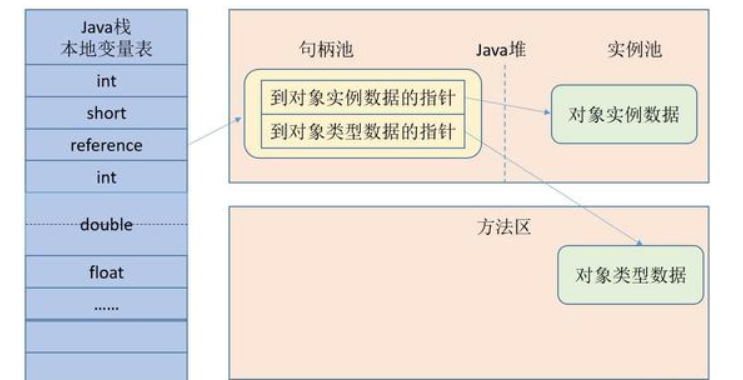 Java栈
本地变量表
int
short
reference
int
double
float
......
句柄池
Java堆
实例池
到对象实例数据的指针
到对象类型数据的指针
对象实例数据
方法区
对象类型数据